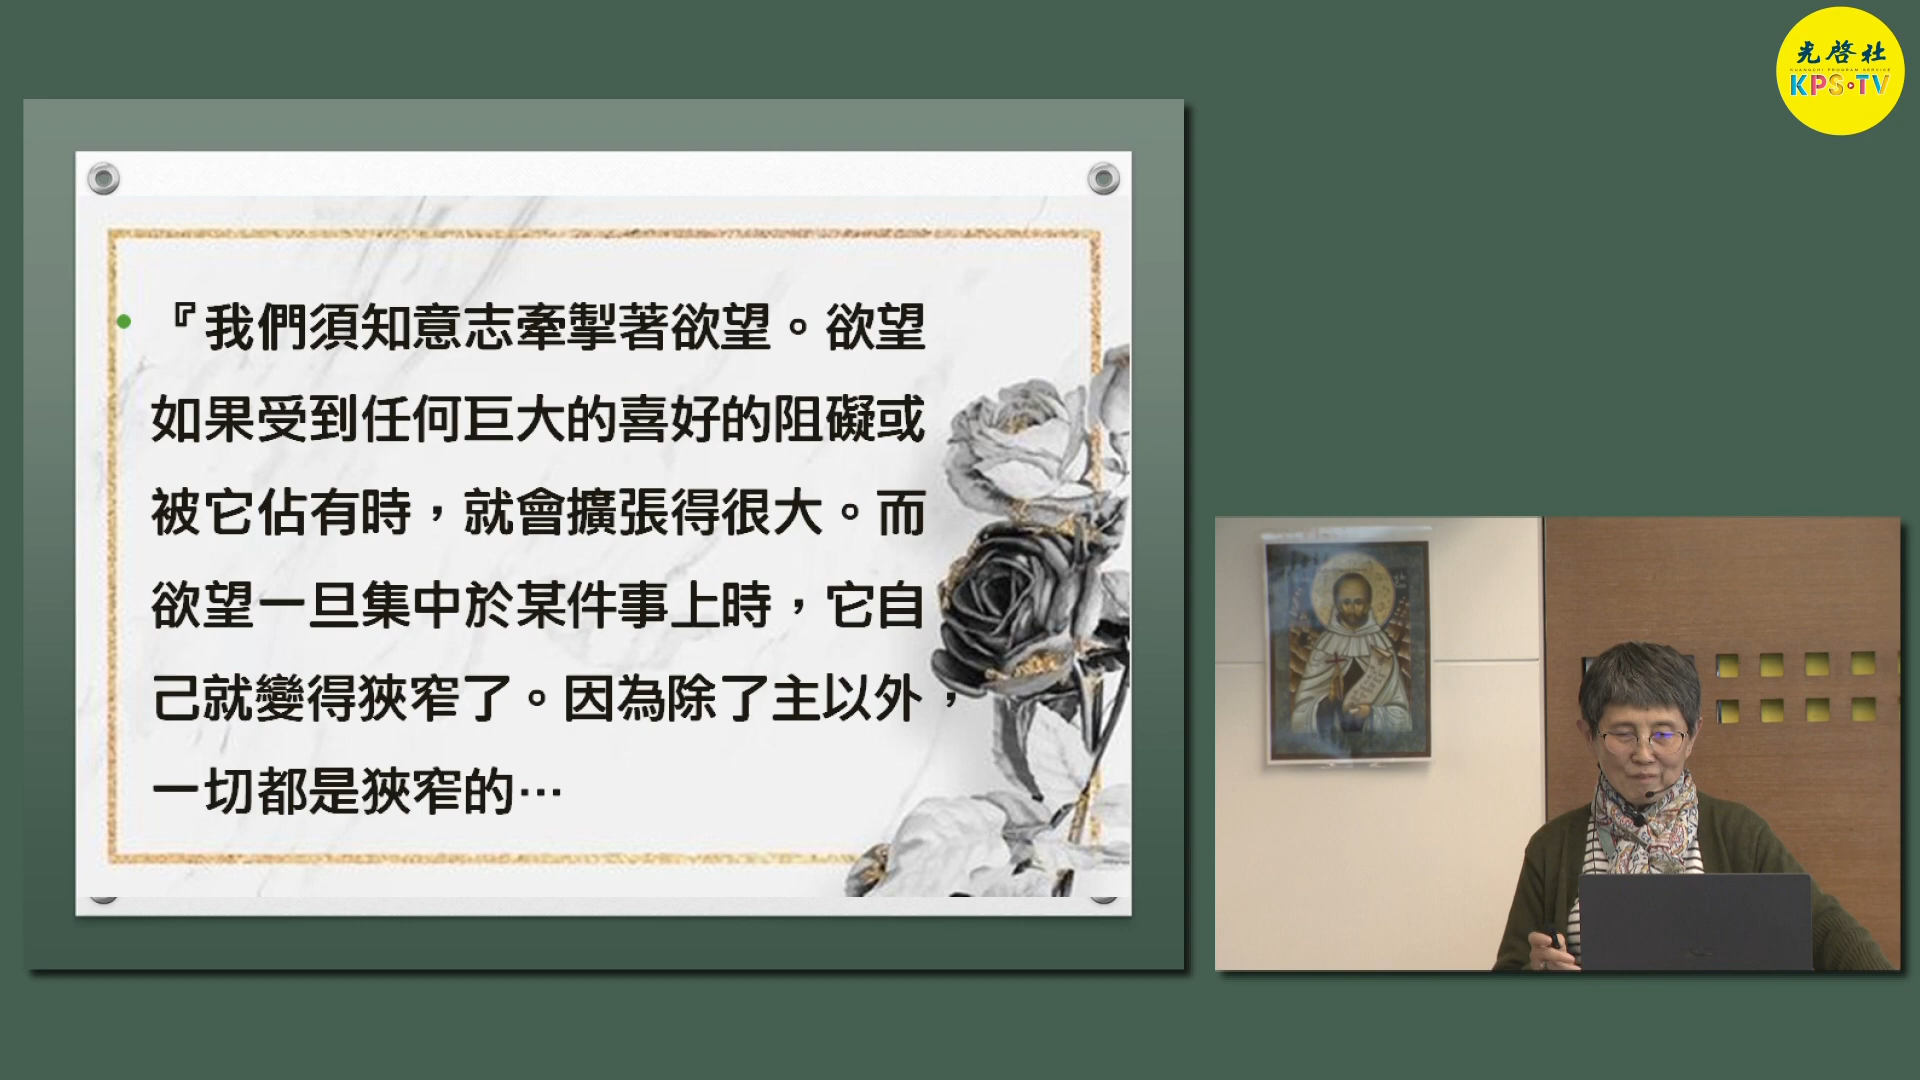 光啓社
KPS TV
『我們須知意志牽掣著欲望。欲望
如果受到任何巨大的喜好的阻礙或
被它佔有時，就會擴張得很大。而
欲望一旦集中於某件事上時，它自
己就變得狹窄了。因為除了主以外，
一切都是狹窄的…